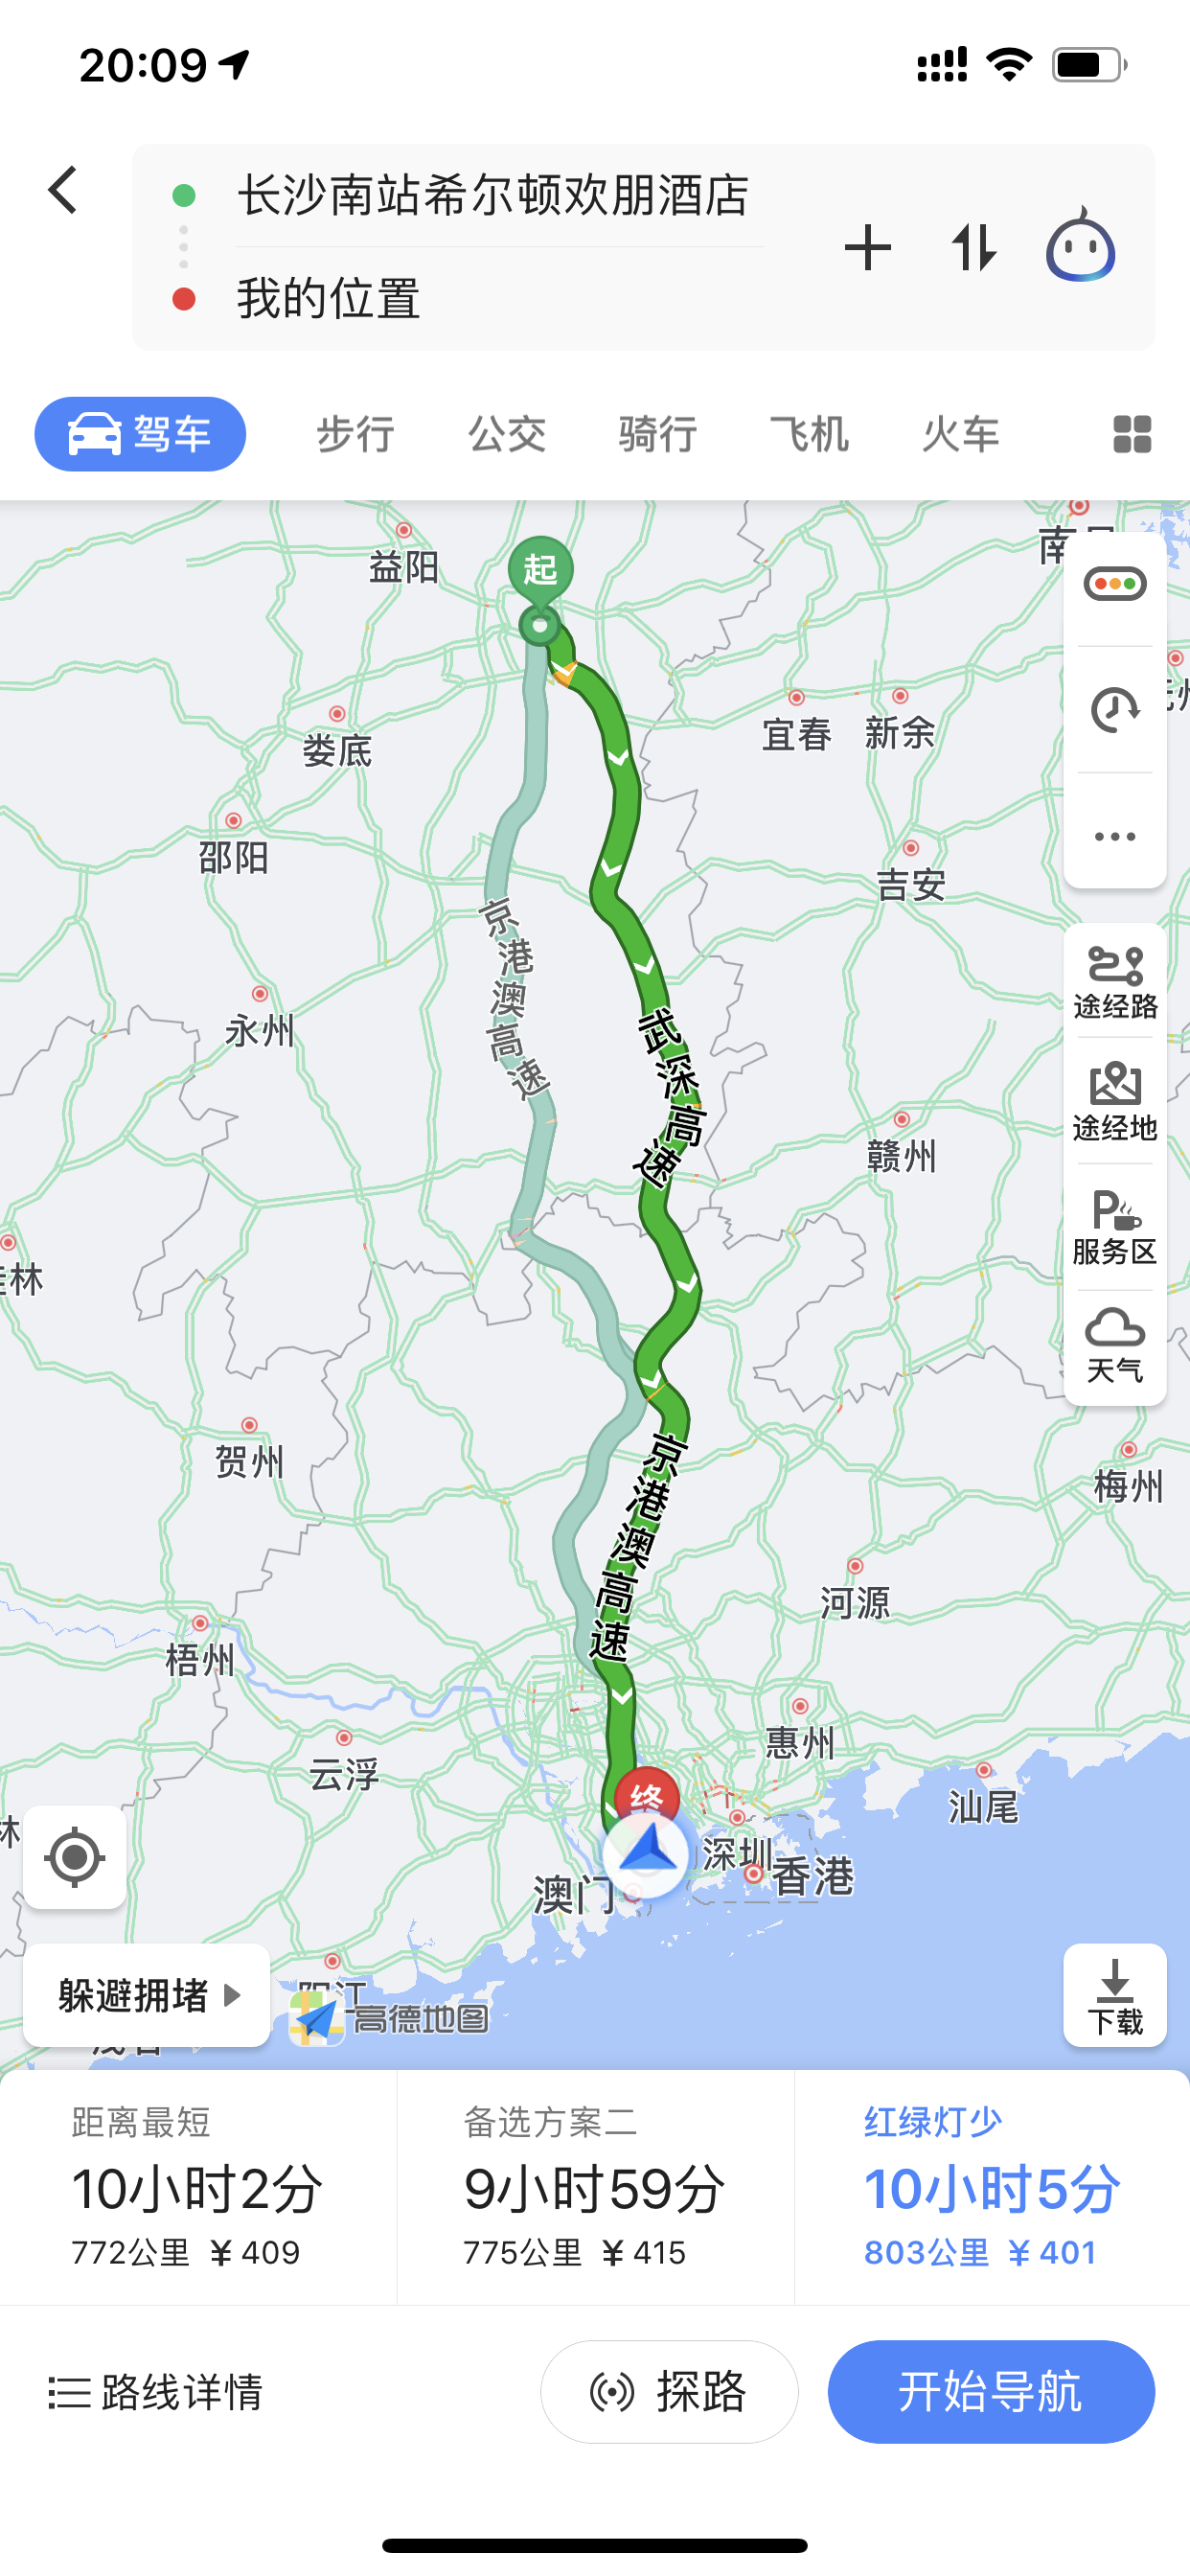 20:09
长沙南站希尔顿欢朋酒店
我的位置
驾车
步行
公交
骑行
飞机
火车
益阳
起
娄底
宜春
新余
邵阳
吉安
京港澳高速
途经路
永州
武深高速
途经地
赣州
服务区
天气
贺州
京港澳高速
梅州
河源
梧州
惠州
云浮
汕尾
终
深圳
香港
澳门
躲避拥堵
高德地图
下载
距离最短
备选方案二
红绿灯少
10小时2分
9小时59分
10小时5分
772公里 ¥ 409
775公里 ¥ 415
803公里 ¥ 401
路线详情
探路
开始导航